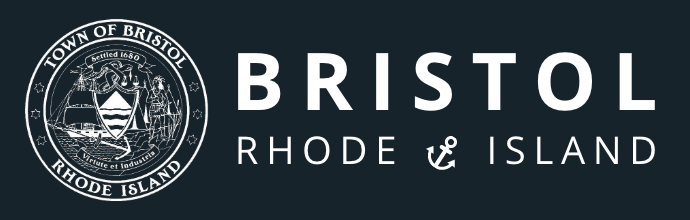 TOWN OF BRISTOL
Settled 1680
Virtute et Industria
RHODE ISLAND
BRISTOL
RHODE ISLAND